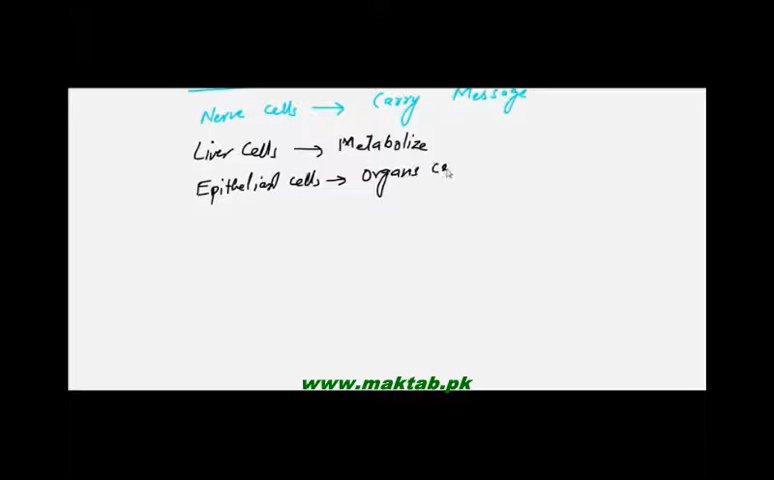 Nerve cells → Carry Message
Liver Cells → Metabolize
Epithelial cells → Organs
www.maktab.pk